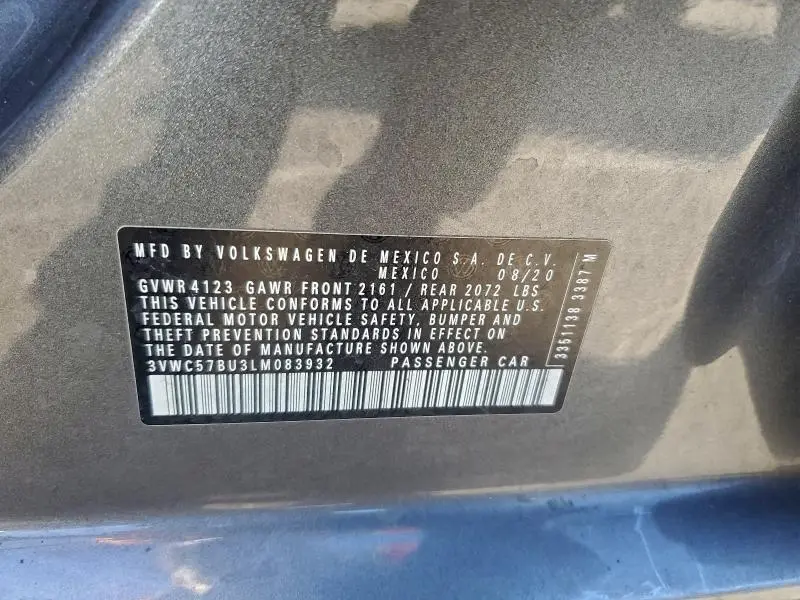 MFD BY VOLKSWAGEN DE MEXICO S.A. DE C.V.
MEXICO 08/20
GVWR 4123 GAWR FRONT 2161 / REAR 2072 LBS
THIS VEHICLE CONFORMS TO ALL APPLICABLE U.S.
FEDERAL MOTOR VEHICLE SAFETY, BUMPER AND
THEFT PREVENTION STANDARDS IN EFFECT ON
THE DATE OF MANUFACTURE SHOWN ABOVE.
3VWC57BU3LM083932 PASSENGER CAR
3351138 3387 M